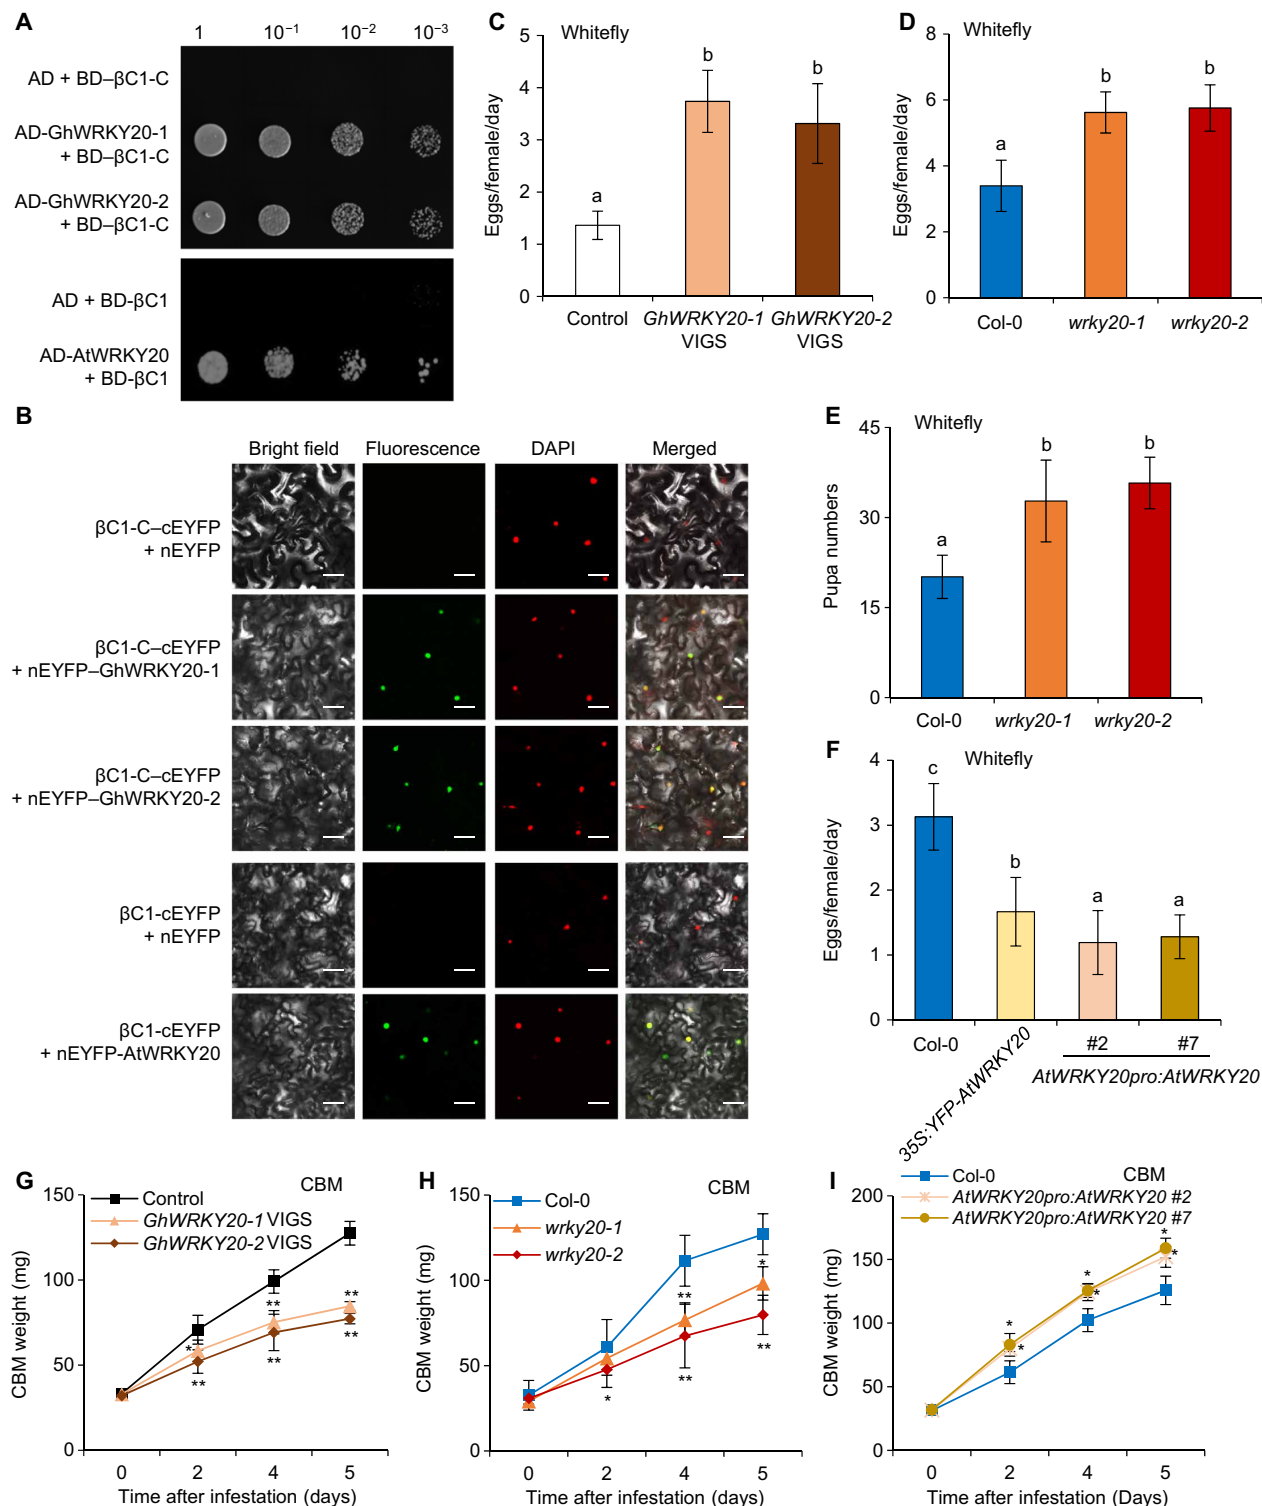 A
1 10⁻¹ 10⁻² 10⁻³
AD + BD–βC1-C
AD-GhWRKY20-1
+ BD–βC1-C
AD-GhWRKY20-2
+ BD–βC1-C
AD + BD-βC1
AD-AtWRKY20
+ BD-βC1
B
Bright field Fluorescence DAPI Merged
βC1-C–cEYFP
+ nEYFP
βC1-C–cEYFP
+ nEYFP–GhWRKY20-1
βC1-C–cEYFP
+ nEYFP–GhWRKY20-2
βC1-cEYFP
+ nEYFP
βC1-cEYFP
+ nEYFP-AtWRKY20
C
Whitefly
Eggs/female/day
5
4
3
2
1
0
a b b
Control GhWRKY20-1 GhWRKY20-2
VIGS VIGS
D
Whitefly
Eggs/female/day
8
6
4
2
0
a b b
Col-0 wrky20-1 wrky20-2
E
Whitefly
Pupa numbers
45
30
15
0
a b b
Col-0 wrky20-1 wrky20-2
F
Whitefly
Eggs/female/day
4
3
2
1
0
c b a a
Col-0
35S:YFP-AtWRKY20
#2 #7
AtWRKY20pro:AtWRKY20
G
CBM
Control
GhWRKY20-1 VIGS
GhWRKY20-2 VIGS
CBM weight (mg)
150
100
50
0
* ** ** ** ** **
0 2 4 5
Time after infestation (days)
H
CBM
Col-0
wrky20-1
wrky20-2
CBM weight (mg)
150
100
50
0
* ** ** * **
0 2 4 5
Time after infestation (days)
I
CBM
Col-0
AtWRKY20pro:AtWRKY20 #2
AtWRKY20pro:AtWRKY20 #7
CBM weight (mg)
200
150
100
50
0
* * * * * *
0 2 4 5
Time after infestation (Days)